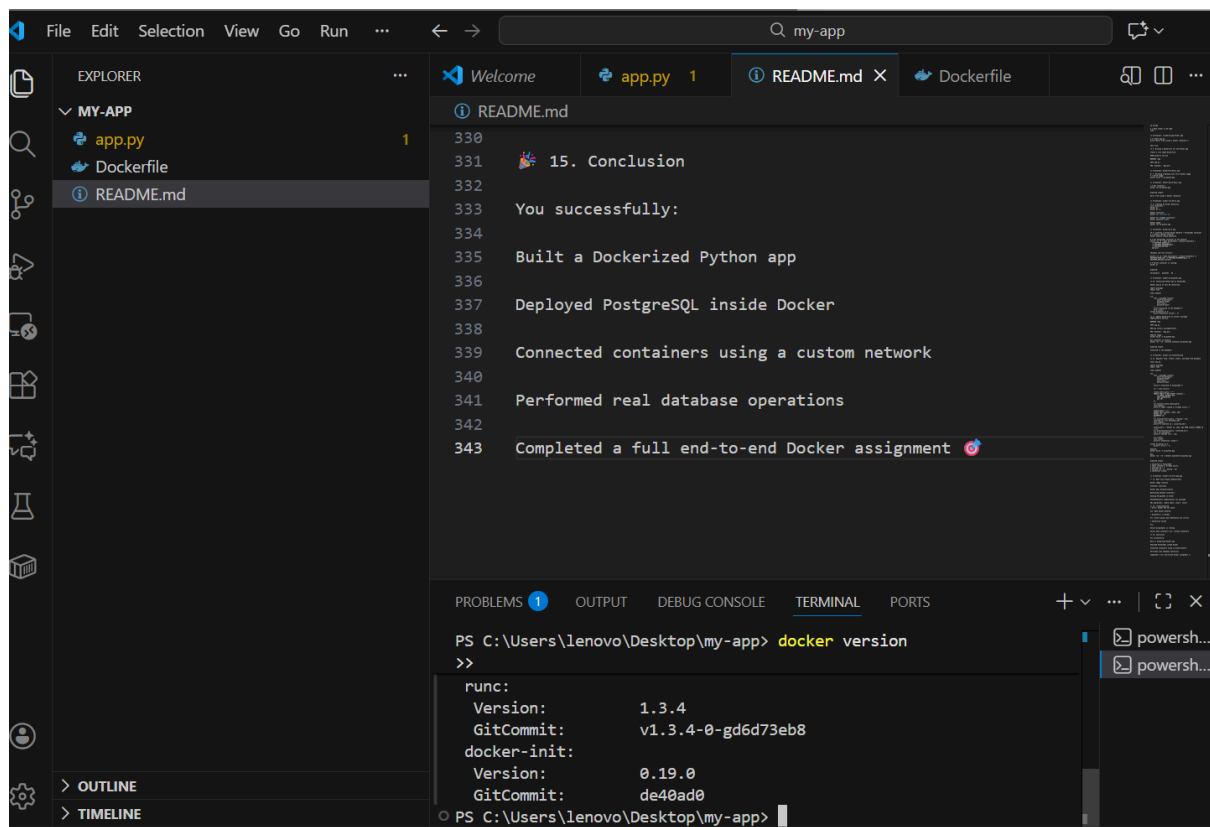 File Edit Selection View Go Run ... my-app
EXPLORER ...
MY-APP
app.py 1
Dockerfile
README.md
OUTLINE
TIMELINE
Welcome app.py 1 README.md Dockerfile ...
README.md
330
331 🎉 15. Conclusion
332
333 You successfully:
334
335 Built a Dockerized Python app
336
337 Deployed PostgreSQL inside Docker
338
339 Connected containers using a custom network
340
341 Performed real database operations
342
343 Completed a full end-to-end Docker assignment 🎯
PROBLEMS 1 OUTPUT DEBUG CONSOLE TERMINAL PORTS ...
PS C:\Users\lenovo\Desktop\my-app> docker version
>>
runc:
Version: 1.3.4
GitCommit: v1.3.4-0-gd6d73eb8
docker-init:
Version: 0.19.0
GitCommit: de40ad0
PS C:\Users\lenovo\Desktop\my-app>
powersh...
powersh...